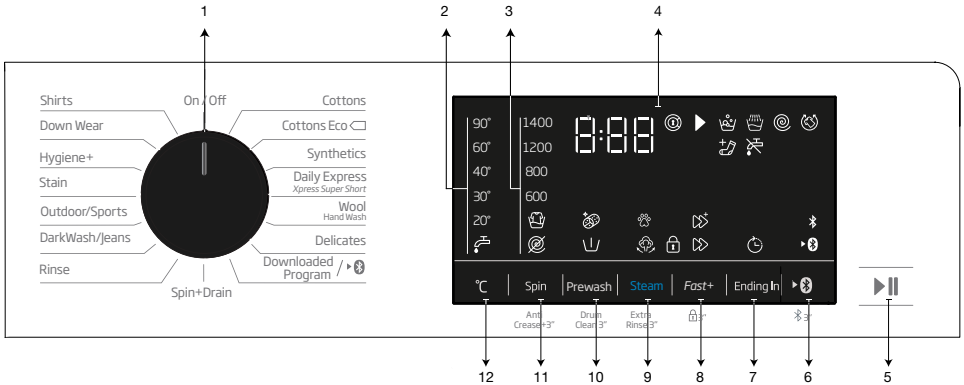 1
2
3
4
On / Off
Shirts
Down Wear
Hygiene+
Stain
Outdoor/Sports
DarkWash/Jeans
Rinse
Spin+Drain
Cottons
Cottons Eco
Synthetics
Daily Express
Xpress Super Short
Wool
Hand Wash
Delicates
Downloaded
Program /
90° 1400
60° 1200
40° 800
30° 600
20°
8:88
°C Spin Prewash Steam Fast+ Ending In
Anti Crease+3"
Drum Clean 3"
Extra Rinse 3"
3"
3"
12
11
10
9
8
7
6
5